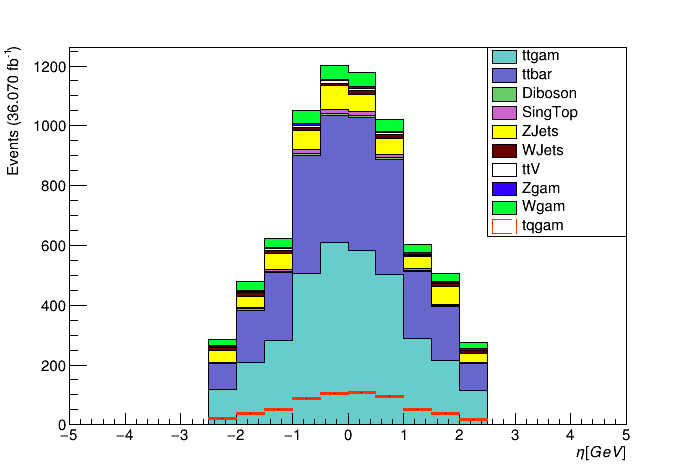 Events (36.070 fb⁻¹)
1200
1000
800
600
400
200
0
−5 −4 −3 −2 −1 0 1 2 3 4 5
η[GeV]
ttgam
ttbar
Diboson
SingTop
ZJets
WJets
ttV
Zgam
Wgam
tqgam